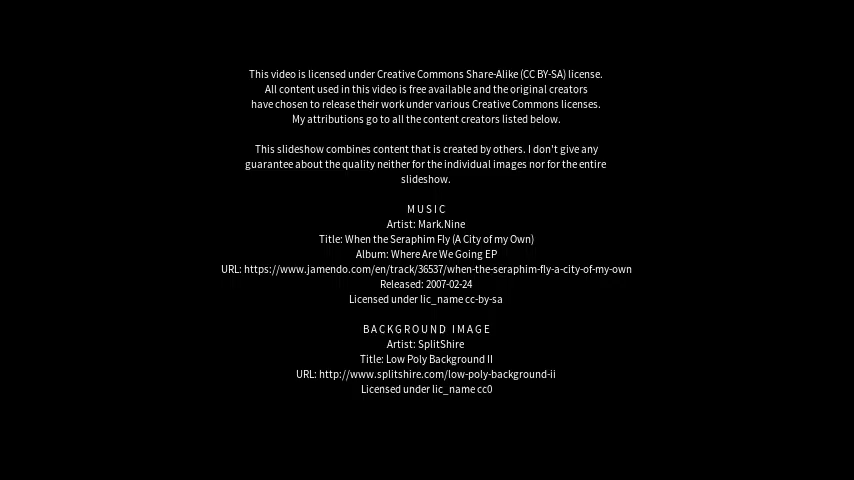 This video is licensed under Creative Commons Share-Alike (CC BY-SA) license.
All content used in this video is free available and the original creators
have chosen to release their work under various Creative Commons licenses.
My attributions go to all the content creators listed below.
This slideshow combines content that is created by others. I don't give any
guarantee about the quality neither for the individual images nor for the entire
slideshow.
MUSIC
Artist: Mark.Nine
Title: When the Seraphim Fly (A City of my Own)
Album: Where Are We Going EP
URL: https://www.jamendo.com/en/track/36537/when-the-seraphim-fly-a-city-of-my-own
Released: 2007-02-24
Licensed under lic_name cc-by-sa
BACKGROUND IMAGE
Artist: SplitShire
Title: Low Poly Background II
URL: http://www.splitshire.com/low-poly-background-ii
Licensed under lic_name cc0